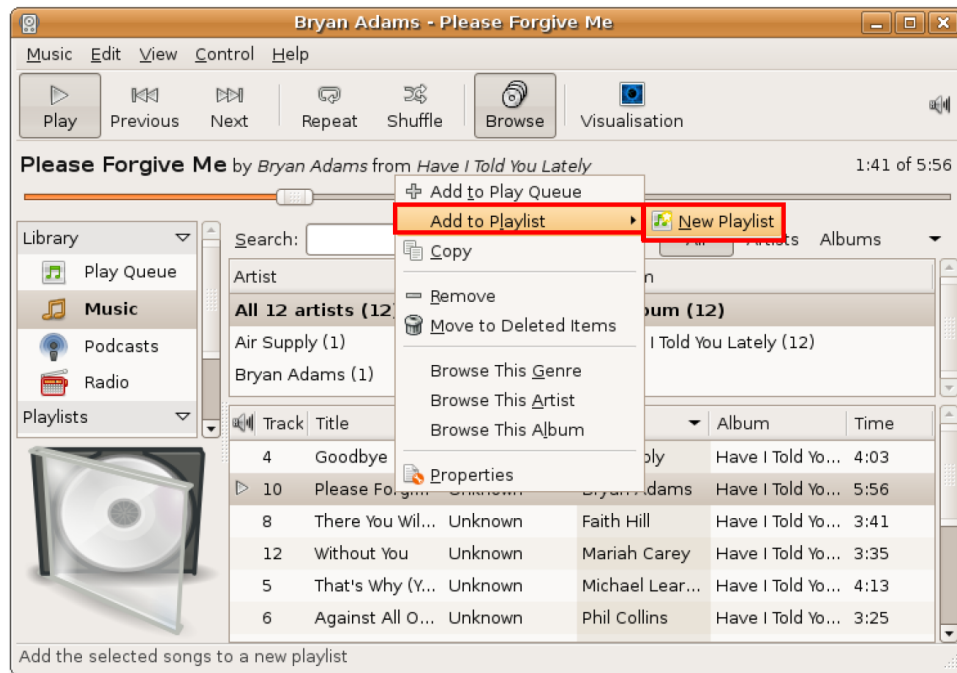 Bryan Adams - Please Forgive Me
Music Edit View Control Help
Play Previous Next Repeat Shuffle Browse Visualisation
Please Forgive Me by Bryan Adams from Have I Told You Lately 1:41 of 5:56
Add to Play Queue
Add to Playlist
New Playlist
Copy
Remove
Move to Deleted Items
Browse This Genre
Browse This Artist
Browse This Album
Properties
Library
Play Queue
Music
Podcasts
Radio
Playlists
Search: All Artists Albums
Artist
All 12 artists (12
Air Supply (1)
Bryan Adams (1)
(12)
I Told You Lately (12)
Track Title Album Time
4 Goodbye Have I Told Yo... 4:03
10 Please Forgi... Unknown Bryan Adams Have I Told Yo... 5:56
8 There You Wil... Unknown Faith Hill Have I Told Yo... 3:41
12 Without You Unknown Mariah Carey Have I Told Yo... 3:35
5 That's Why (Y... Unknown Michael Lear... Have I Told Yo... 4:13
6 Against All O... Unknown Phil Collins Have I Told Yo... 3:25
Add the selected songs to a new playlist